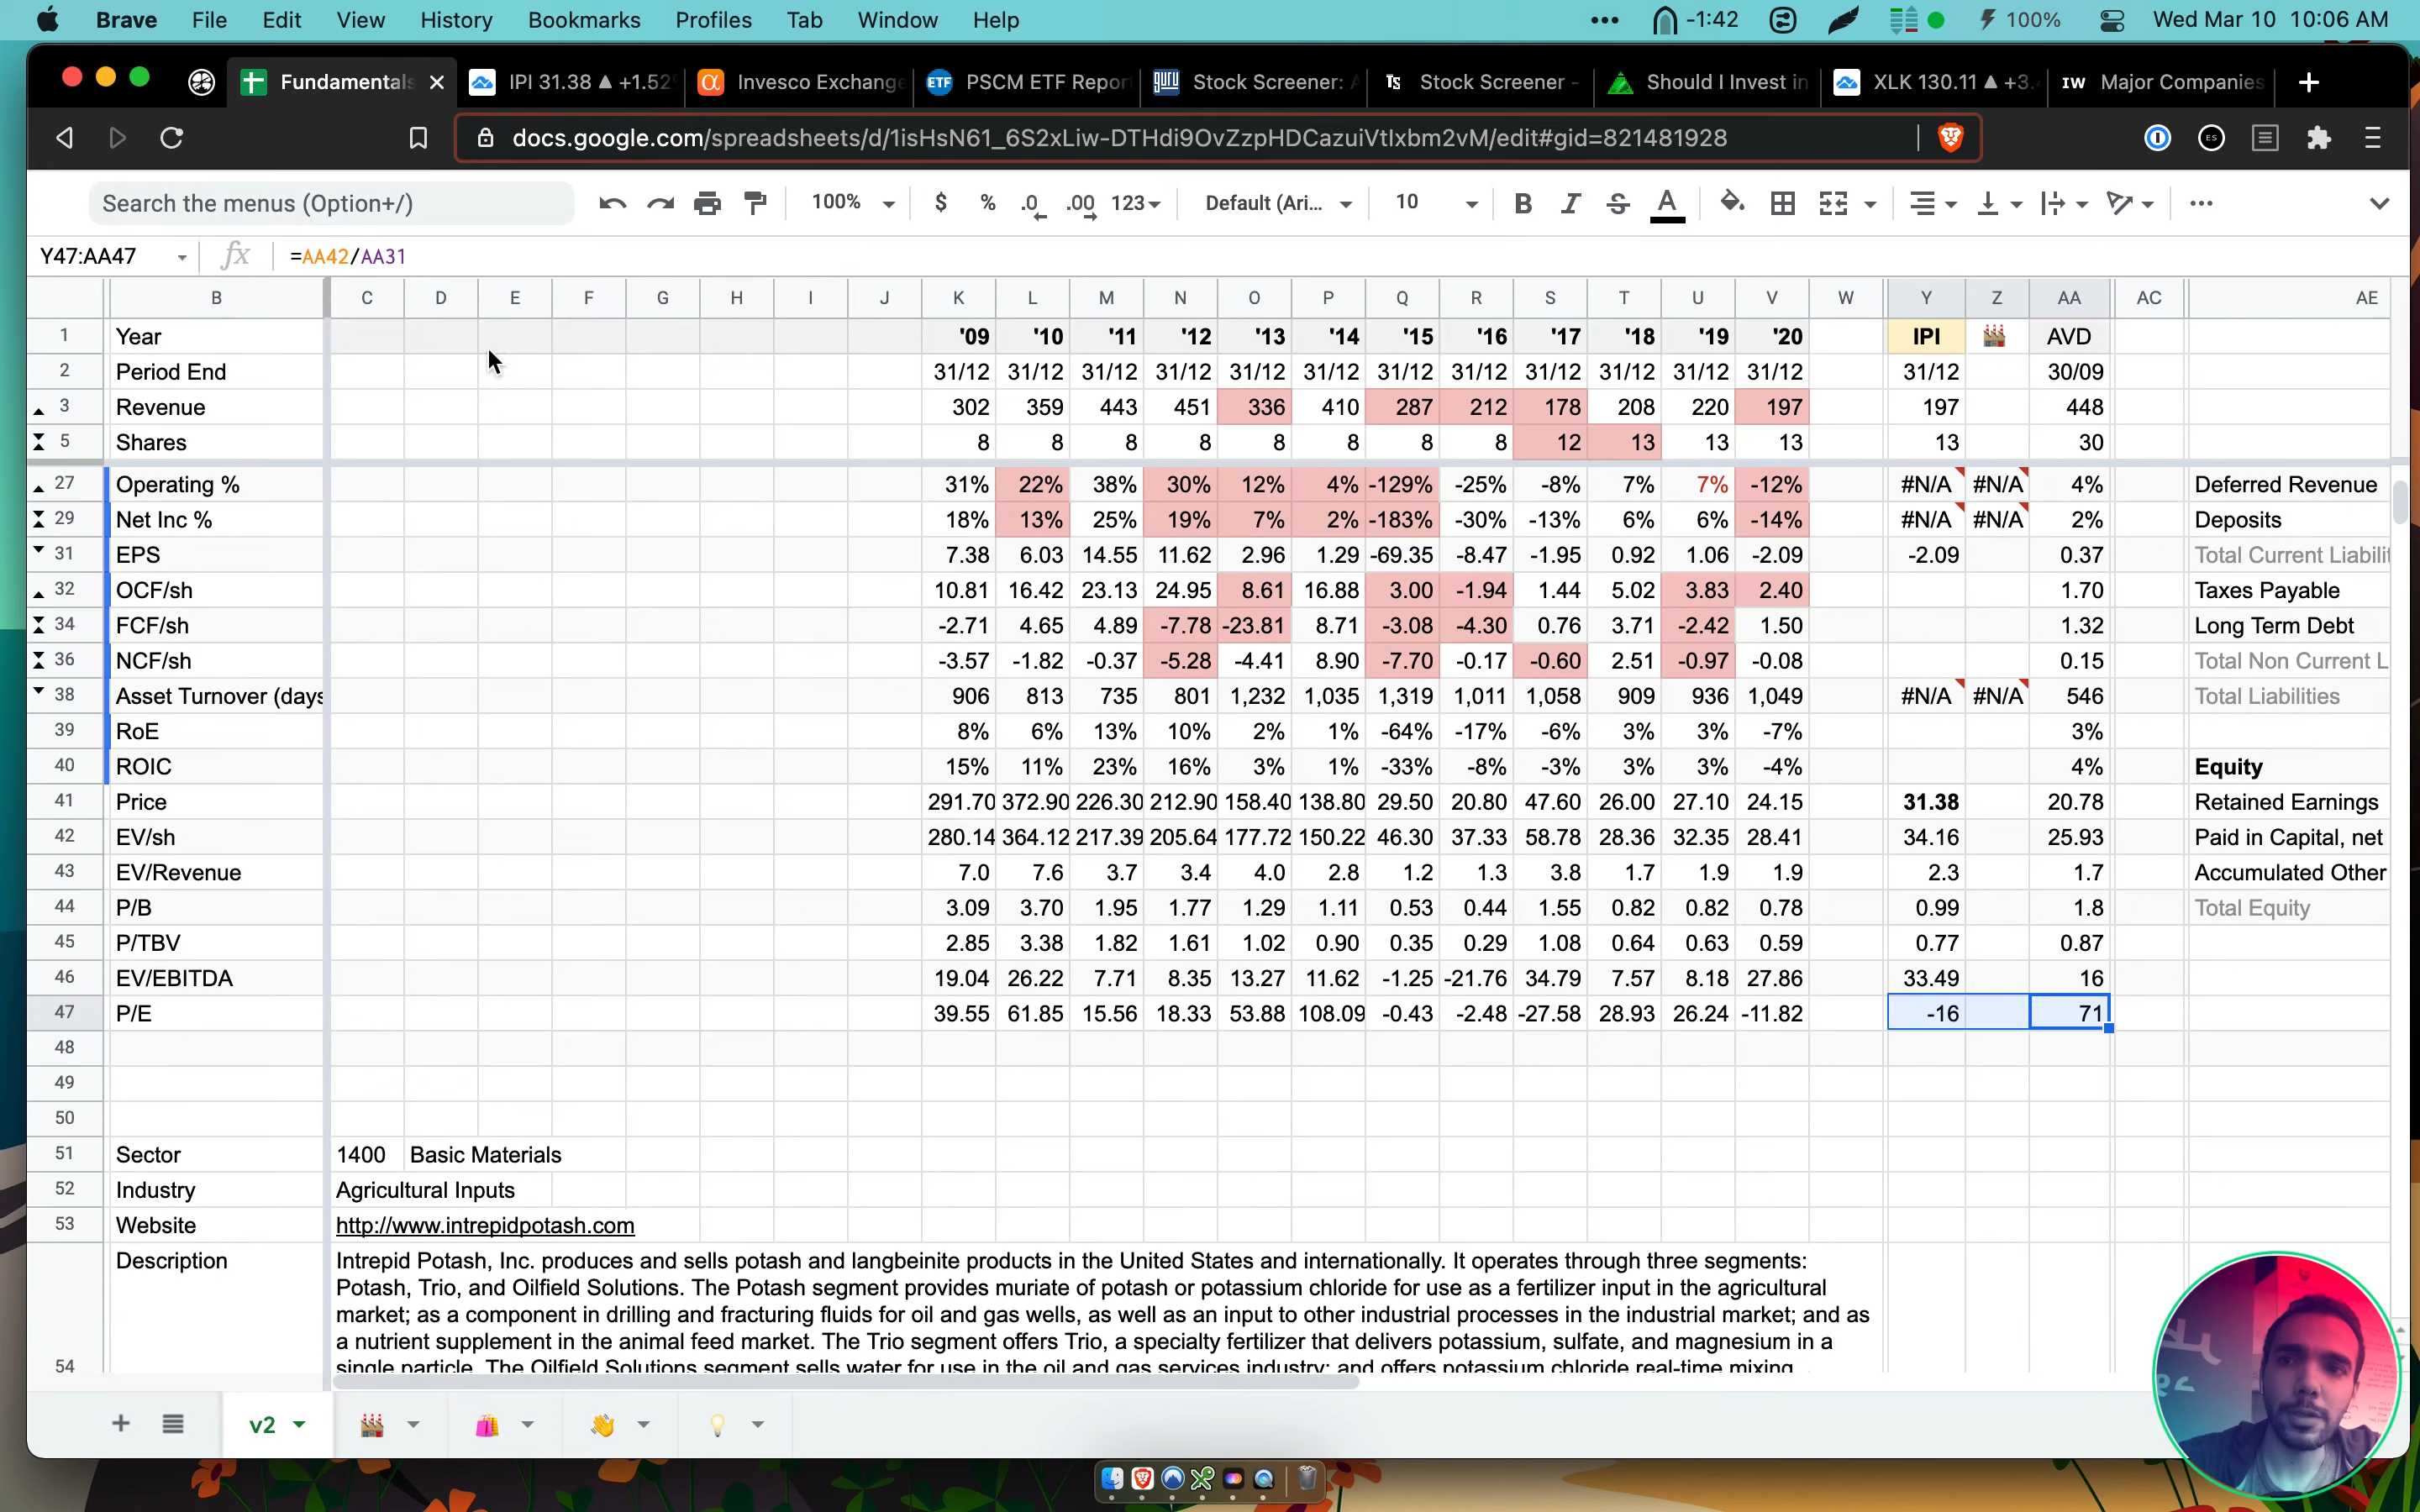 Brave File Edit View History Bookmarks Profiles Tab Window Help ••• -1:42 100% Wed Mar 10 10:06 AM
Fundamentals IPI 31.38 ▲ +1.52 Invesco Exchange ETF PSCM ETF Report guru Stock Screener: A TS Stock Screener - Should I Invest in XLK 130.11 ▲ +3. IW Major Companies
docs.google.com/spreadsheets/d/1isHsN61_6S2xLiw-DTHdi9OvZzpHDCazuiVtIxbm2vM/edit#gid=821481928
Search the menus (Option+/) 100% $ % .0 .00 123 Default (Ari... 10 B I S A
Y47:AA47 fx =AA42/AA31
B C D E F G H I J K L M N O P Q R S T U V W Y Z AA AC AE
1 Year '09 '10 '11 '12 '13 '14 '15 '16 '17 '18 '19 '20 IPI AVD
2 Period End 31/12 31/12 31/12 31/12 31/12 31/12 31/12 31/12 31/12 31/12 31/12 31/12 31/12 30/09
3 Revenue 302 359 443 451 336 410 287 212 178 208 220 197 197 448
5 Shares 8 8 8 8 8 8 8 8 12 13 13 13 13 30
27 Operating % 31% 22% 38% 30% 12% 4% -129% -25% -8% 7% 7% -12% #N/A #N/A 4% Deferred Revenue
29 Net Inc % 18% 13% 25% 19% 7% 2% -183% -30% -13% 6% 6% -14% #N/A #N/A 2% Deposits
31 EPS 7.38 6.03 14.55 11.62 2.96 1.29 -69.35 -8.47 -1.95 0.92 1.06 -2.09 -2.09 0.37 Total Current Liabilit
32 OCF/sh 10.81 16.42 23.13 24.95 8.61 16.88 3.00 -1.94 1.44 5.02 3.83 2.40 1.70 Taxes Payable
34 FCF/sh -2.71 4.65 4.89 -7.78 -23.81 8.71 -3.08 -4.30 0.76 3.71 -2.42 1.50 1.32 Long Term Debt
36 NCF/sh -3.57 -1.82 -0.37 -5.28 -4.41 8.90 -7.70 -0.17 -0.60 2.51 -0.97 -0.08 0.15 Total Non Current L
38 Asset Turnover (days 906 813 735 801 1,232 1,035 1,319 1,011 1,058 909 936 1,049 #N/A #N/A 546 Total Liabilities
39 RoE 8% 6% 13% 10% 2% 1% -64% -17% -6% 3% 3% -7% 3%
40 ROIC 15% 11% 23% 16% 3% 1% -33% -8% -3% 3% 3% -4% 4% Equity
41 Price 291.70 372.90 226.30 212.90 158.40 138.80 29.50 20.80 47.60 26.00 27.10 24.15 31.38 20.78 Retained Earnings
42 EV/sh 280.14 364.12 217.39 205.64 177.72 150.22 46.30 37.33 58.78 28.36 32.35 28.41 34.16 25.93 Paid in Capital, net
43 EV/Revenue 7.0 7.6 3.7 3.4 4.0 2.8 1.2 1.3 3.8 1.7 1.9 1.9 2.3 1.7 Accumulated Other
44 P/B 3.09 3.70 1.95 1.77 1.29 1.11 0.53 0.44 1.55 0.82 0.82 0.78 0.99 1.8 Total Equity
45 P/TBV 2.85 3.38 1.82 1.61 1.02 0.90 0.35 0.29 1.08 0.64 0.63 0.59 0.77 0.87
46 EV/EBITDA 19.04 26.22 7.71 8.35 13.27 11.62 -1.25 -21.76 34.79 7.57 8.18 27.86 33.49 16
47 P/E 39.55 61.85 15.56 18.33 53.88 108.09 -0.43 -2.48 -27.58 28.93 26.24 -11.82 -16 71
48
49
50
51 Sector 1400 Basic Materials
52 Industry Agricultural Inputs
53 Website http://www.intrepidpotash.com
Description Intrepid Potash, Inc. produces and sells potash and langbeinite products in the United States and internationally. It operates through three segments:
Potash, Trio, and Oilfield Solutions. The Potash segment provides muriate of potash or potassium chloride for use as a fertilizer input in the agricultural
market; as a component in drilling and fracturing fluids for oil and gas wells, as well as an input to other industrial processes in the industrial market; and as
a nutrient supplement in the animal feed market. The Trio segment offers Trio, a specialty fertilizer that delivers potassium, sulfate, and magnesium in a
54 single particle. The Oilfield Solutions segment sells water for use in the oil and gas services industry; and offers potassium chloride real-time mixing
v2